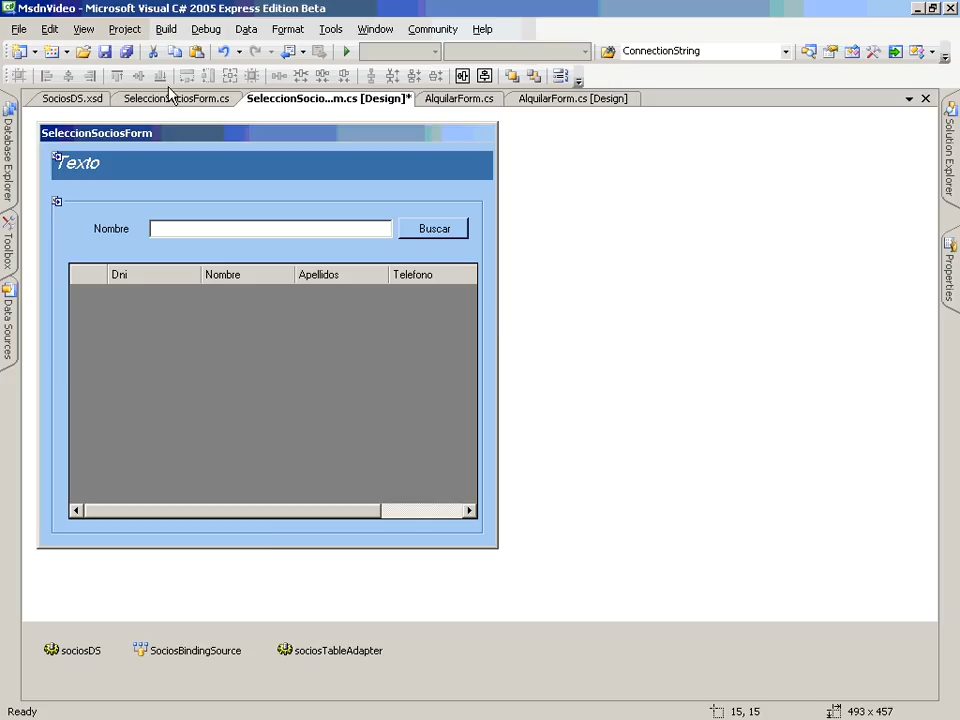 MsdnVideo - Microsoft Visual C# 2005 Express Edition Beta
File Edit View Project Build Debug Data Format Tools Window Community Help
ConnectionString
SociosDS.xsd SeleccionSociosForm.cs SeleccionSocio...m.cs [Design]* AlquilarForm.cs AlquilarForm.cs [Design]
Database Explorer
Toolbox
Data Sources
Solution Explorer
Properties
SeleccionSociosForm
Texto
Nombre Buscar
Dni Nombre Apellidos Telefono
sociosDS SociosBindingSource sociosTableAdapter
Ready 15, 15 493 x 457